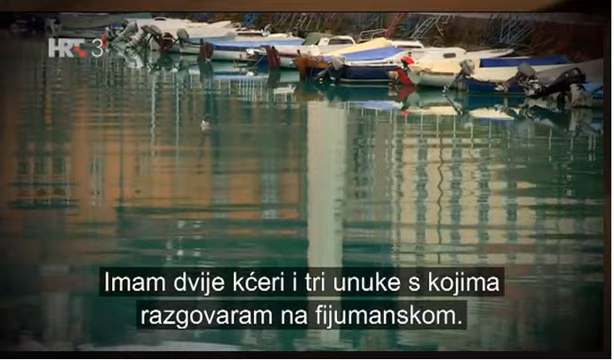 HRT 3
Imam dvije kćeri i tri unuke s kojima
razgovaram na fijumanskom.